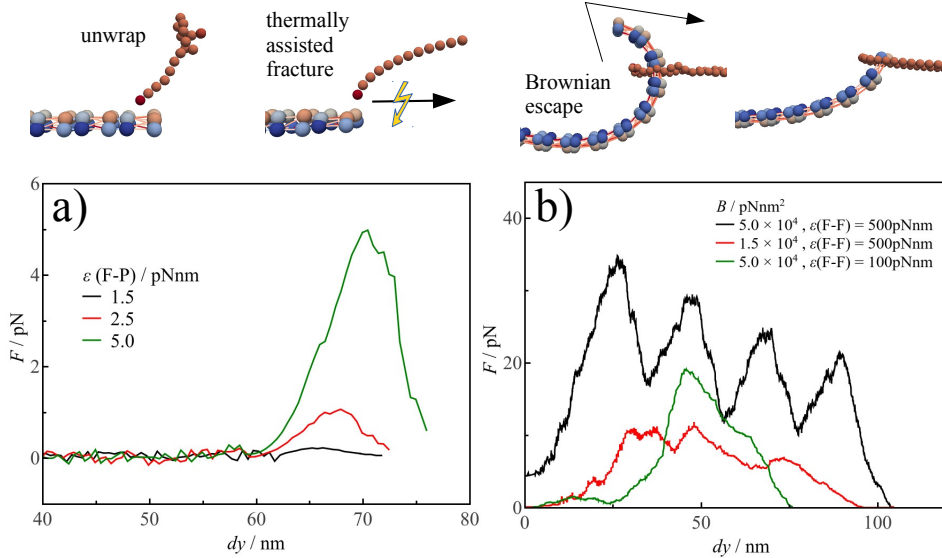 unwrap
thermally
assisted
fracture
Brownian
escape
a)
6
4
2
0
F / pN
ε (F-P) / pNnm
1.5
2.5
5.0
40 50 60 70 80
dy / nm
b)
40
20
0
F / pN
B / pNnm²
5.0 × 10⁴ , ε(F-F) = 500pNnm
1.5 × 10⁴ , ε(F-F) = 500pNnm
5.0 × 10⁴ , ε(F-F) = 100pNnm
0 50 100
dy / nm